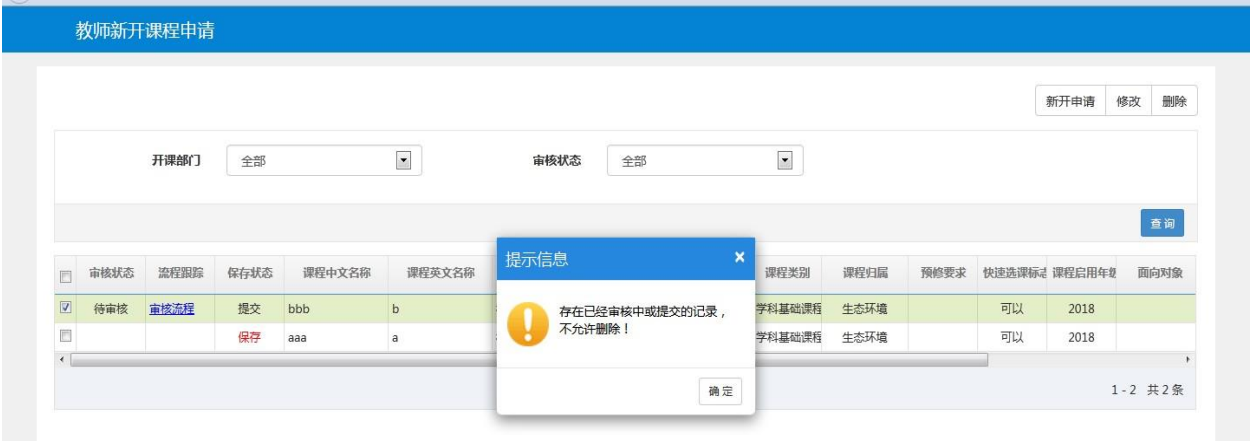 教师新开课程申请
新开申请 修改 删除
开课部门 全部 审核状态 全部
查询
提示信息 ×
审核状态 流程跟踪 保存状态 课程中文名称 课程英文名称 课程类别 课程归属 预修要求 快速选课标志 课程启用年级 面向对象
待审核 审核流程 提交 bbb b 学科基础课程 生态环境 可以 2018
存在已经审核中或提交的记录,
不允许删除!
保存 aaa a 学科基础课程 生态环境 可以 2018
确定
1 - 2 共 2 条